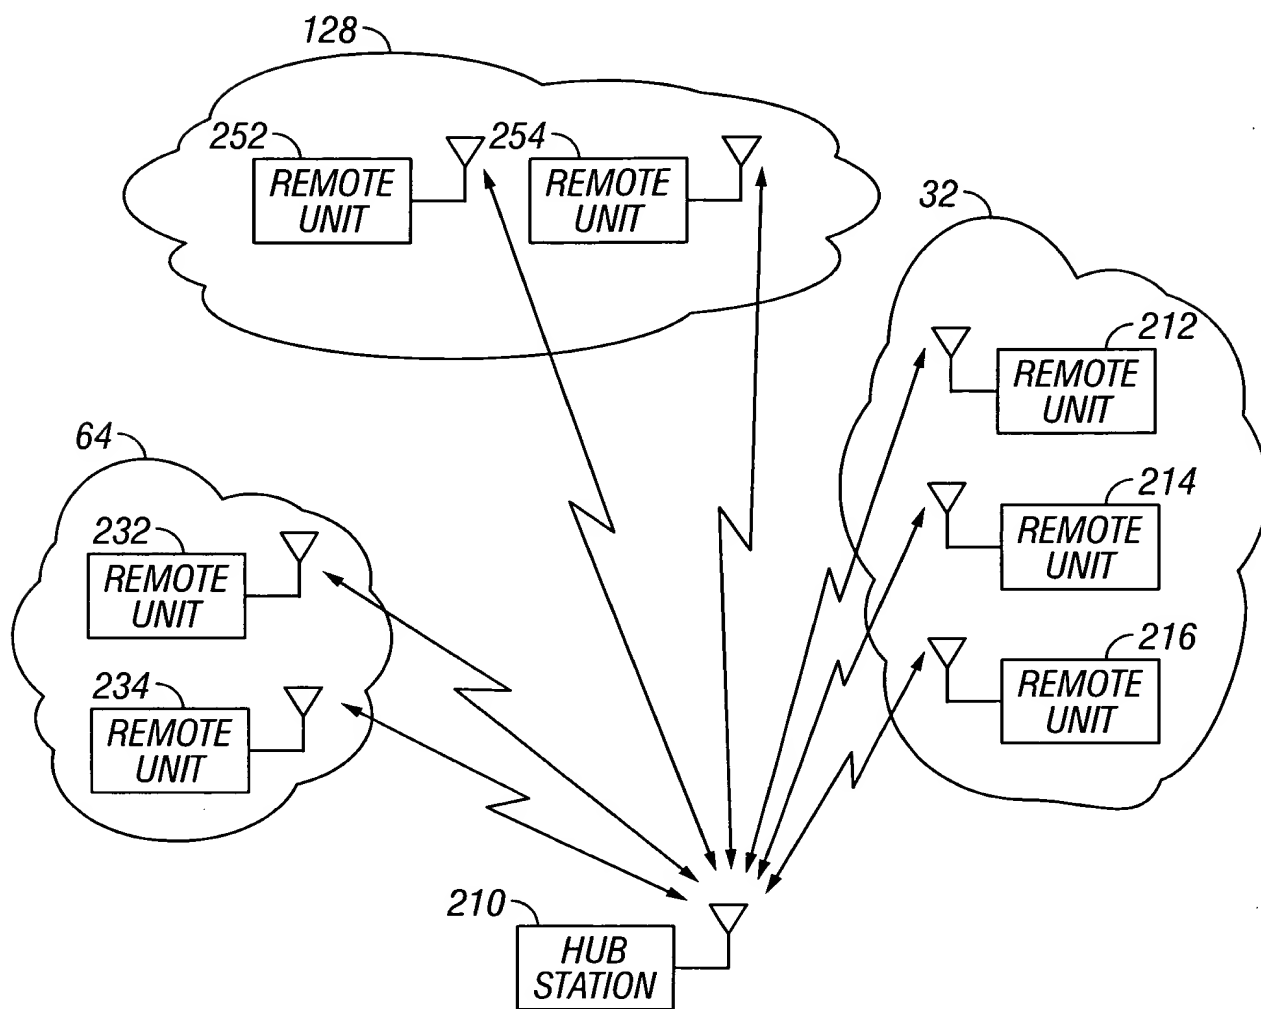 128
252
REMOTE
UNIT
254
REMOTE
UNIT
32
212
REMOTE
UNIT
214
REMOTE
UNIT
216
REMOTE
UNIT
64
232
REMOTE
UNIT
234
REMOTE
UNIT
210
HUB
STATION